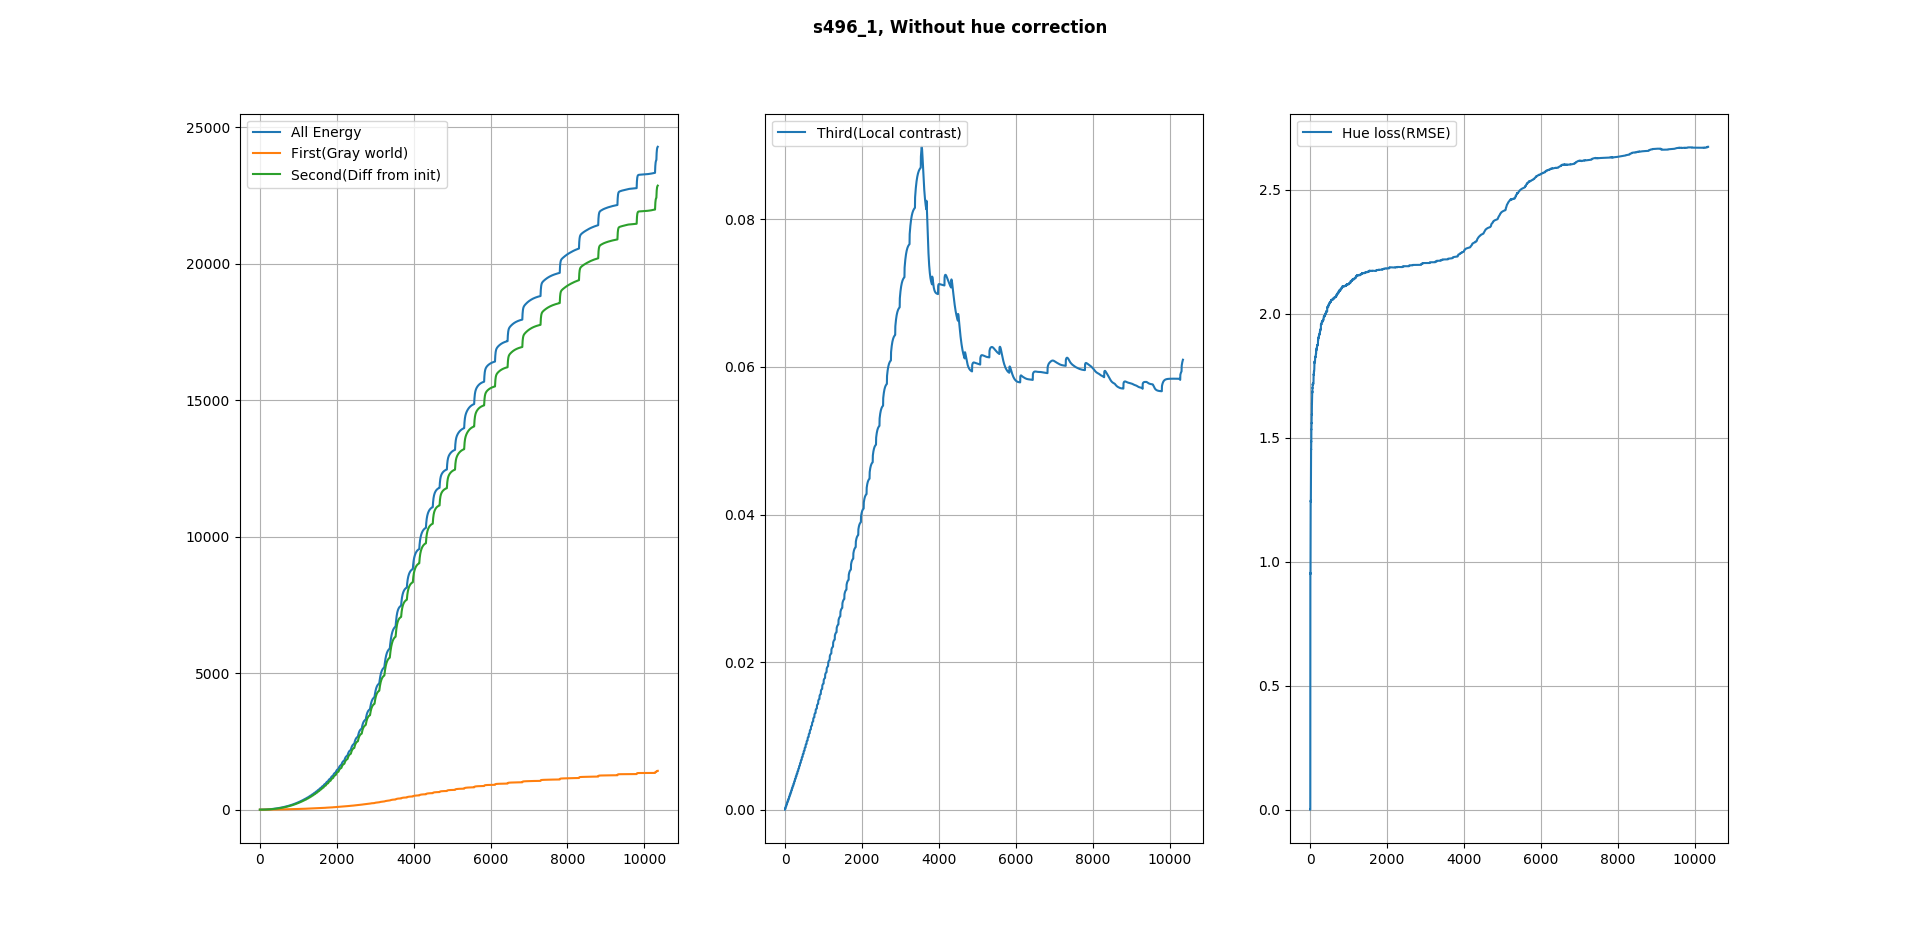 s496_1, Without hue correction
All Energy
First(Gray world)
Second(Diff from init)
25000
20000
15000
10000
5000
0
0 2000 4000 6000 8000 10000
Third(Local contrast)
0.08
0.06
0.04
0.02
0.00
0 2000 4000 6000 8000 10000
Hue loss(RMSE)
2.5
2.0
1.5
1.0
0.5
0.0
0 2000 4000 6000 8000 10000